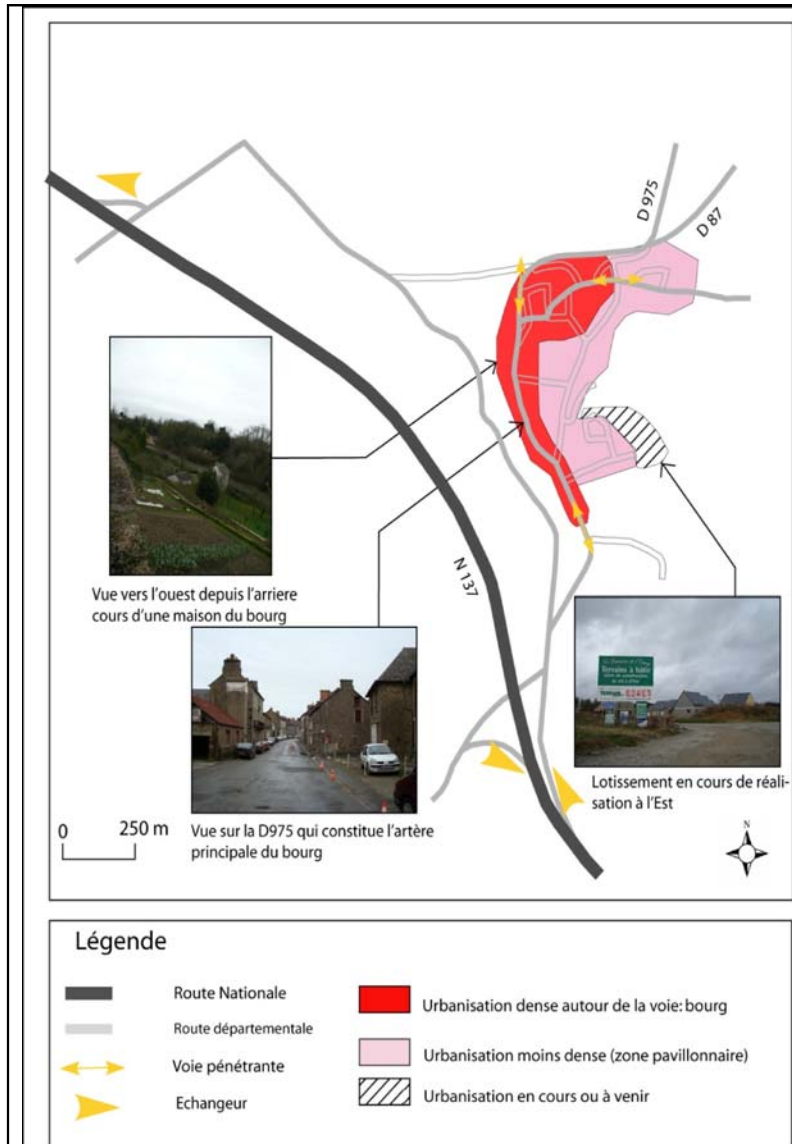 D 975
D 87
N 137
Vue vers l'ouest depuis l'arriere
cours d'une maison du bourg
Terrains à bâtir
Lotissement en cours de réali-
sation à l'Est
Vue sur la D975 qui constitue l'artère
principale du bourg
0 250 m
N
Légende
Route Nationale
Route départementale
Voie pénétrante
Echangeur
Urbanisation dense autour de la voie: bourg
Urbanisation moins dense (zone pavillonnaire)
Urbanisation en cours ou à venir